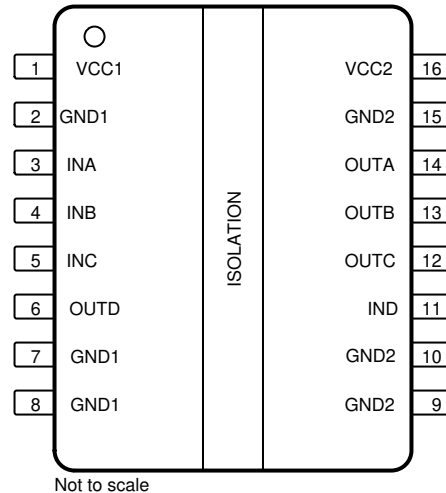 1 VCC1 VCC2 16
2 GND1 GND2 15
3 INA OUTA 14
4 INB OUTB 13
5 INC OUTC 12
6 OUTD IND 11
7 GND1 GND2 10
8 GND1 GND2 9
ISOLATION
Not to scale